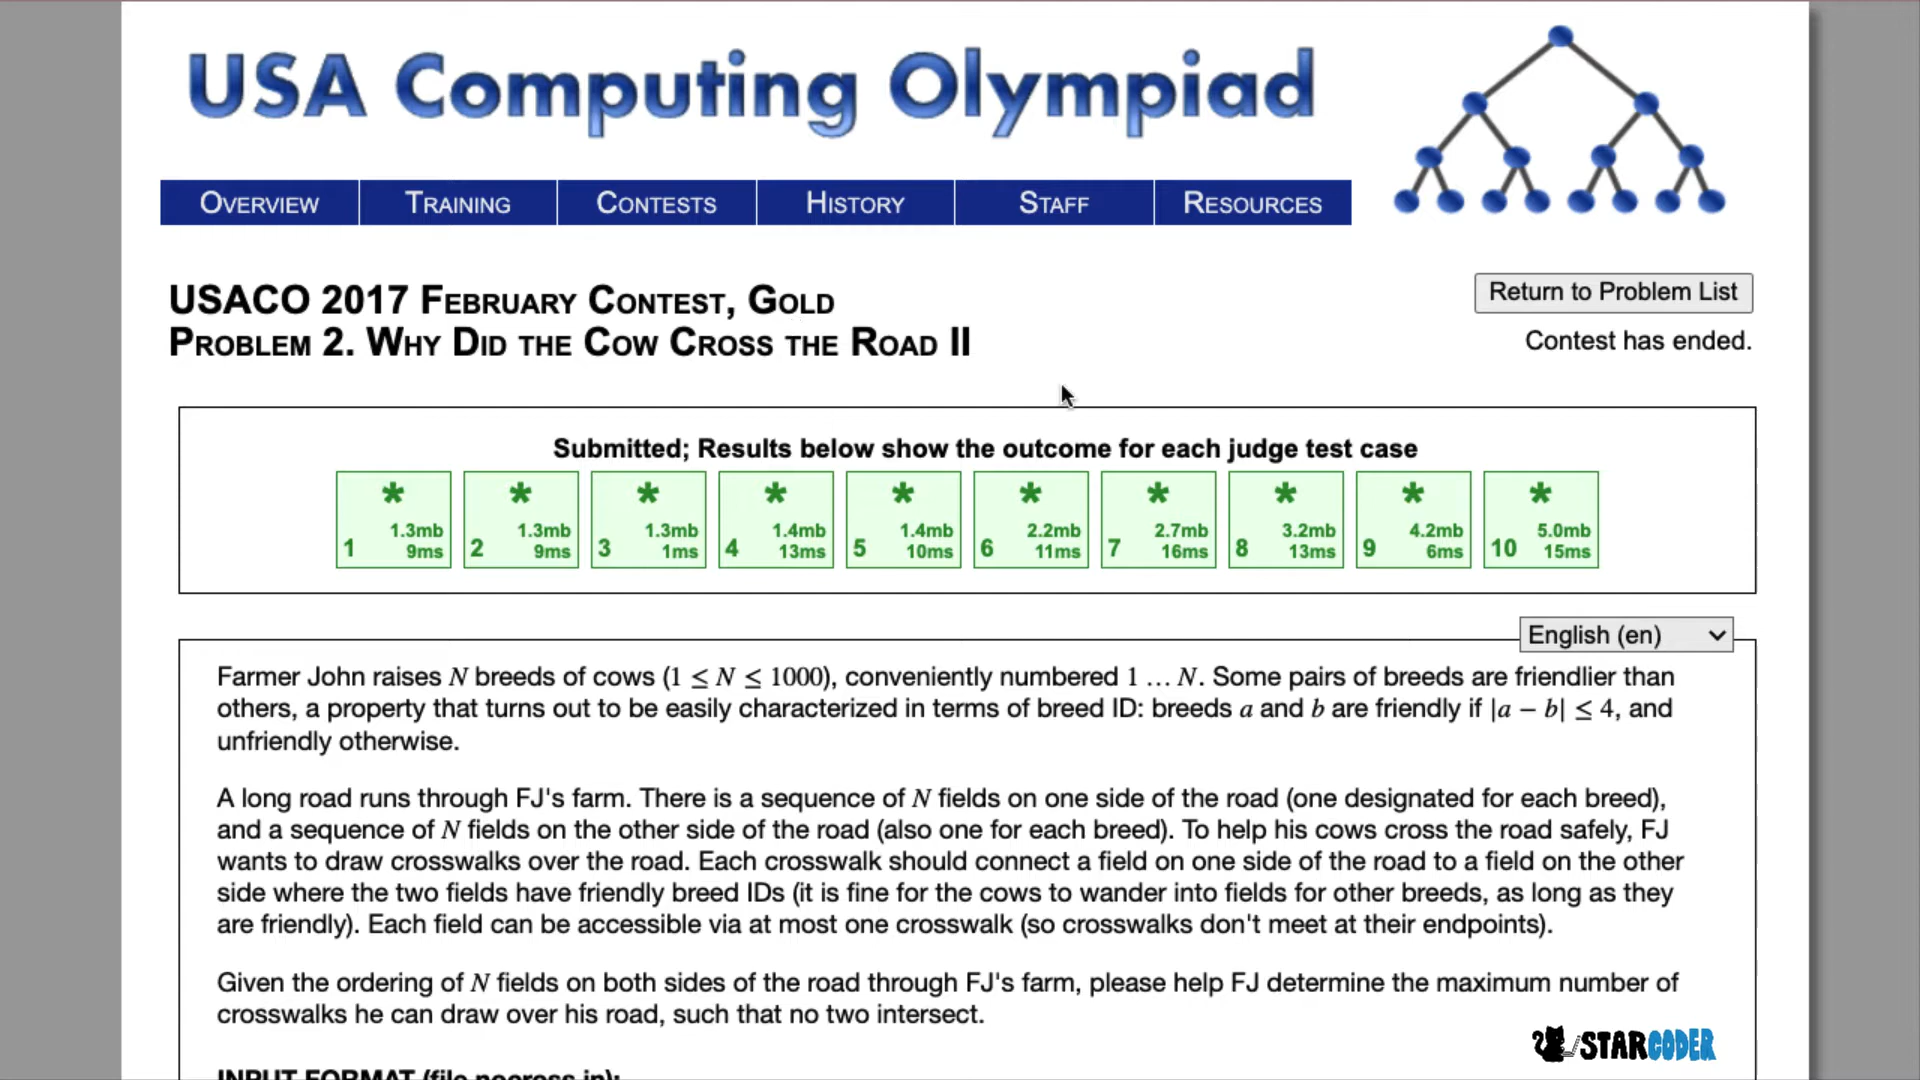 USA Computing Olympiad
OVERVIEW TRAINING CONTESTS HISTORY STAFF RESOURCES
USACO 2017 FEBRUARY CONTEST, GOLD
PROBLEM 2. WHY DID THE COW CROSS THE ROAD II
Return to Problem List
Contest has ended.
Submitted; Results below show the outcome for each judge test case
* * * * * * * * * *
1.3mb 1.3mb 1.3mb 1.4mb 1.4mb 2.2mb 2.7mb 3.2mb 4.2mb 5.0mb
1 9ms 2 9ms 3 1ms 4 13ms 5 10ms 6 11ms 7 16ms 8 13ms 9 6ms 10 15ms
English (en)
Farmer John raises N breeds of cows (1 ≤ N ≤ 1000), conveniently numbered 1 … N. Some pairs of breeds are friendlier than
others, a property that turns out to be easily characterized in terms of breed ID: breeds a and b are friendly if |a − b| ≤ 4, and
unfriendly otherwise.
A long road runs through FJ's farm. There is a sequence of N fields on one side of the road (one designated for each breed),
and a sequence of N fields on the other side of the road (also one for each breed). To help his cows cross the road safely, FJ
wants to draw crosswalks over the road. Each crosswalk should connect a field on one side of the road to a field on the other
side where the two fields have friendly breed IDs (it is fine for the cows to wander into fields for other breeds, as long as they
are friendly). Each field can be accessible via at most one crosswalk (so crosswalks don't meet at their endpoints).
Given the ordering of N fields on both sides of the road through FJ's farm, please help FJ determine the maximum number of
crosswalks he can draw over his road, such that no two intersect.
STARCODER
INPUT FORMAT (file nocross.in):